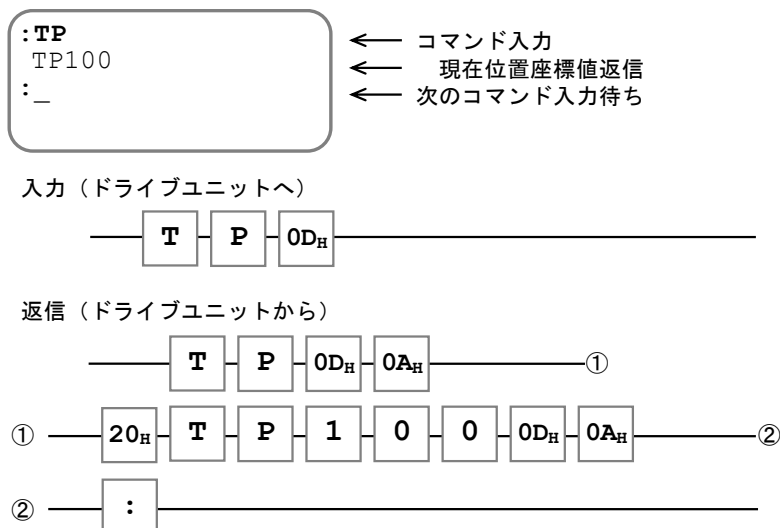 :TP ← コマンド入力
TP100 ← 現在位置座標値返信
:_ ← 次のコマンド入力待ち
入力（ドライブユニットへ）
T P 0DH
返信（ドライブユニットから）
T P 0DH 0AH ①
① 20H T P 1 0 0 0DH 0AH ②
② :